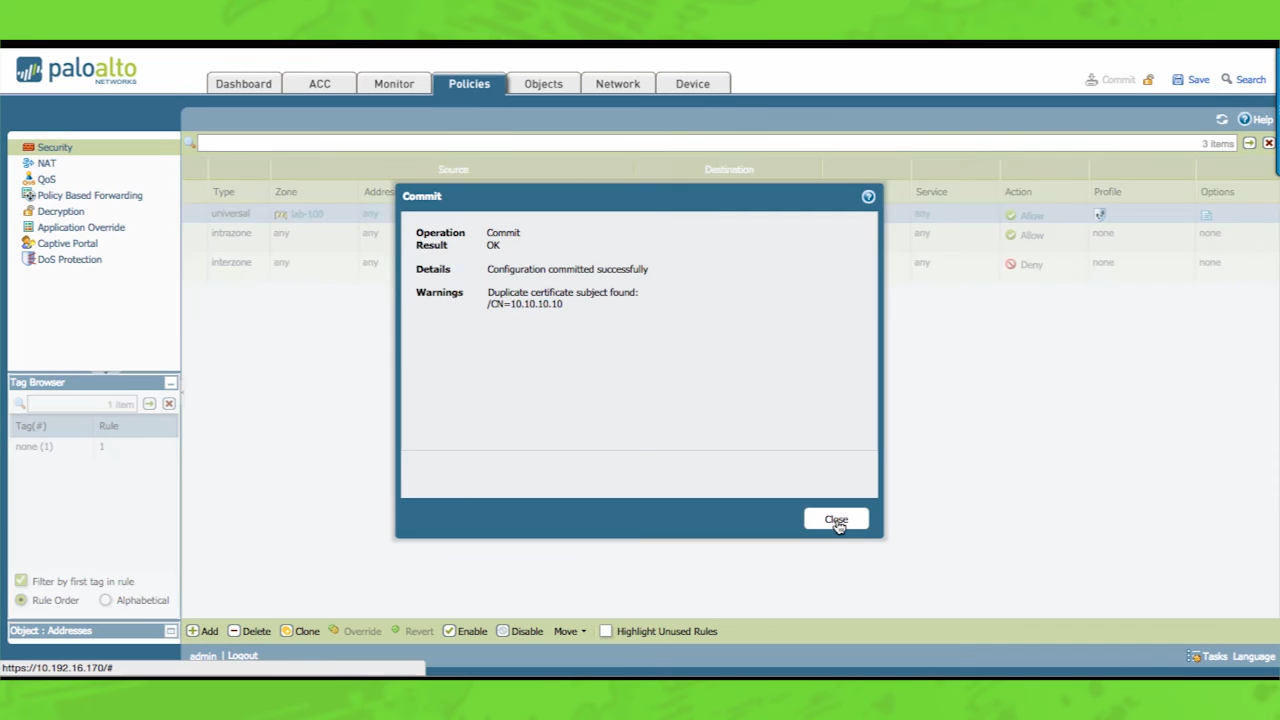 paloalto
NETWORKS
Dashboard
ACC
Monitor
Policies
Objects
Network
Device
Commit
Save
Search
Help
Security
NAT
QoS
Policy Based Forwarding
Decryption
Application Override
Captive Portal
DoS Protection
3 items
Source
Destination
Type
Zone
Addres
Service
Action
Profile
Options
universal
lab-100
any
any
Allow
intrazone
any
any
any
Allow
none
none
interzone
any
any
any
Deny
none
none
Commit
Operation Commit
Result OK
Details Configuration committed successfully
Warnings Duplicate certificate subject found:
/CN=10.10.10.10
Close
Tag Browser
1 item
Tag(#) Rule
none (1) 1
Filter by first tag in rule
Rule Order Alphabetical
Object : Addresses
Add Delete Clone Override Revert Enable Disable Move Highlight Unused Rules
admin | Logout
Tasks Language
https://10.192.16.170/#